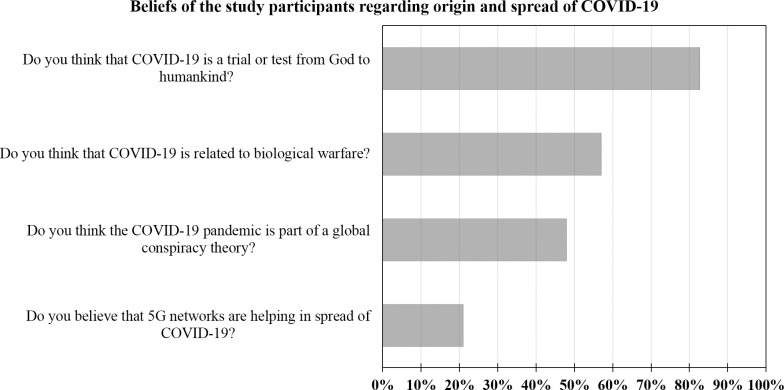 Beliefs of the study participants regarding origin and spread of COVID-19
Do you think that COVID-19 is a trial or test from God to
humankind?
Do you think that COVID-19 is related to biological warfare?
Do you think the COVID-19 pandemic is part of a global
conspiracy theory?
Do you believe that 5G networks are helping in spread of
COVID-19?
0% 10% 20% 30% 40% 50% 60% 70% 80% 90% 100%